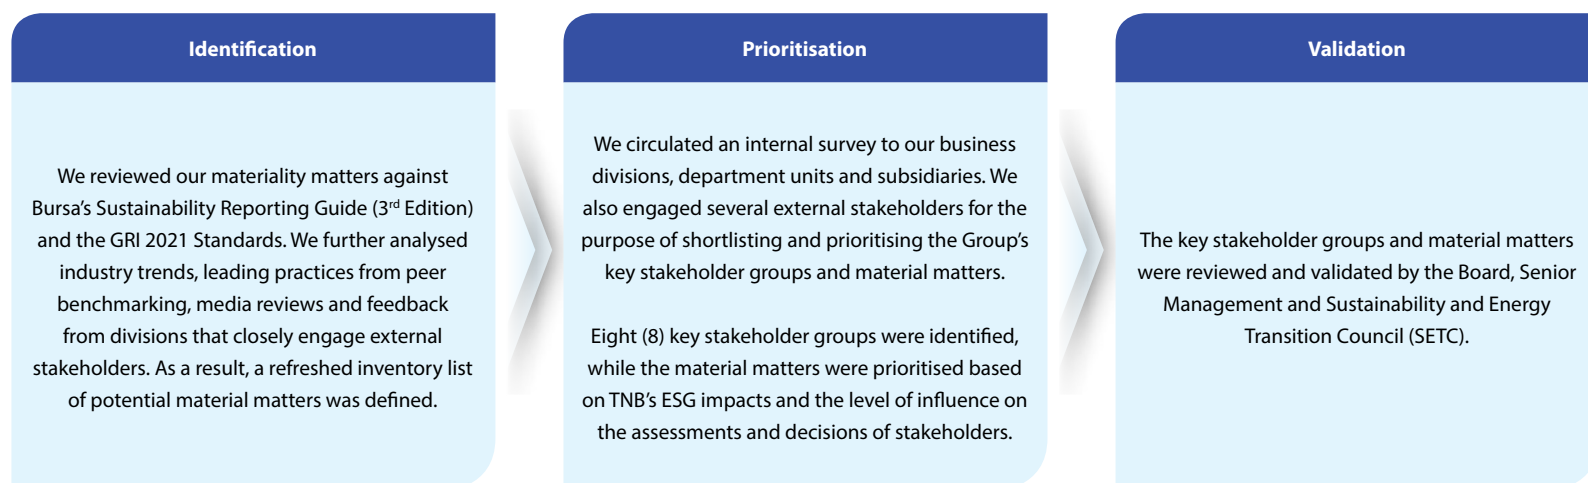 Identification
We reviewed our materiality matters against
Bursa's Sustainability Reporting Guide (3rd Edition)
and the GRI 2021 Standards. We further analysed
industry trends, leading practices from peer
benchmarking, media reviews and feedback
from divisions that closely engage external
stakeholders. As a result, a refreshed inventory list
of potential material matters was defined.
Prioritisation
We circulated an internal survey to our business
divisions, department units and subsidiaries. We
also engaged several external stakeholders for the
purpose of shortlisting and prioritising the Group's
key stakeholder groups and material matters.
Eight (8) key stakeholder groups were identified,
while the material matters were prioritised based
on TNB's ESG impacts and the level of influence on
the assessments and decisions of stakeholders.
Validation
The key stakeholder groups and material matters
were reviewed and validated by the Board, Senior
Management and Sustainability and Energy
Transition Council (SETC).